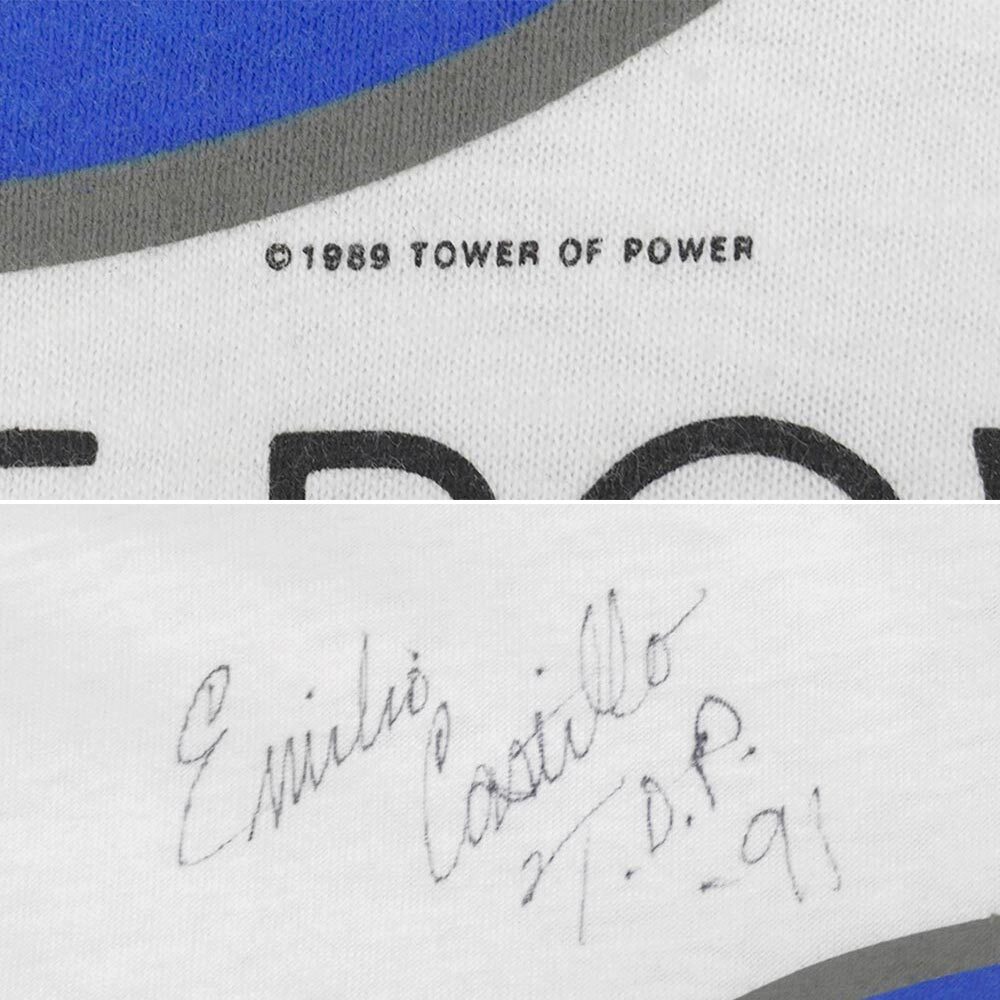 ©1989 TOWER OF POWER
Emilio
Castillo
T.O.P.
-91